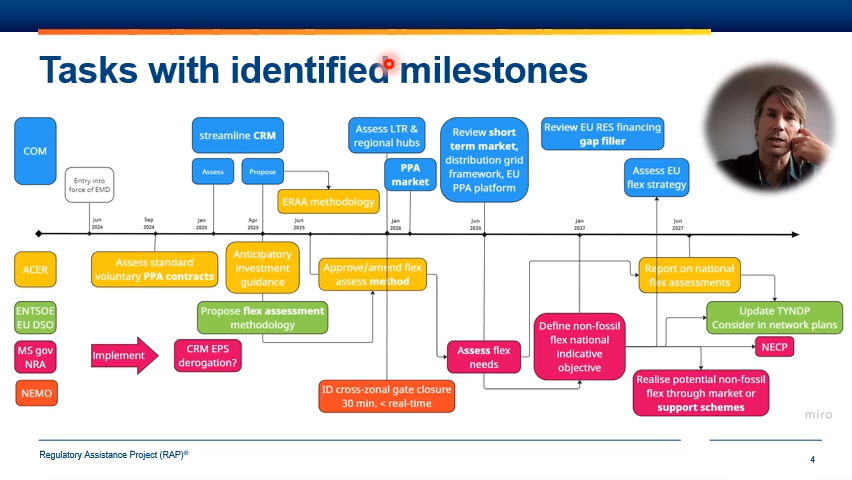 Tasks with identified milestones
COM
streamline CRM
Assess
Propose
Assess LTR &
regional hubs
PPA
market
Review short
term market,
distribution grid
framework, EU
PPA platform
Review EU RES financing
gap filler
Assess EU
flex strategy
Entry into
force of EMD
ERAA methodology
Jun
2024
Sep
2024
Jan
2025
Apr
2025
Jun
2025
Jan
2026
Jun
2026
Jan
2027
Jun
2027
ACER
Assess standard
voluntary PPA contracts
Anticipatory
investment
guidance
Approve/amend flex
assess method
Report on national
flex assessments
ENTSOE
EU DSO
Propose flex assessment
methodology
Update TYNDP
Consider in network plans
MS gov
NRA
Implement
CRM EPS
derogation?
Assess flex
needs
Define non-fossil
flex national
indicative
objective
NECP
NEMO
ID cross-zonal gate closure
30 min. < real-time
Realise potential non-fossil
flex through market or
support schemes
miro
Regulatory Assistance Project (RAP)®
4